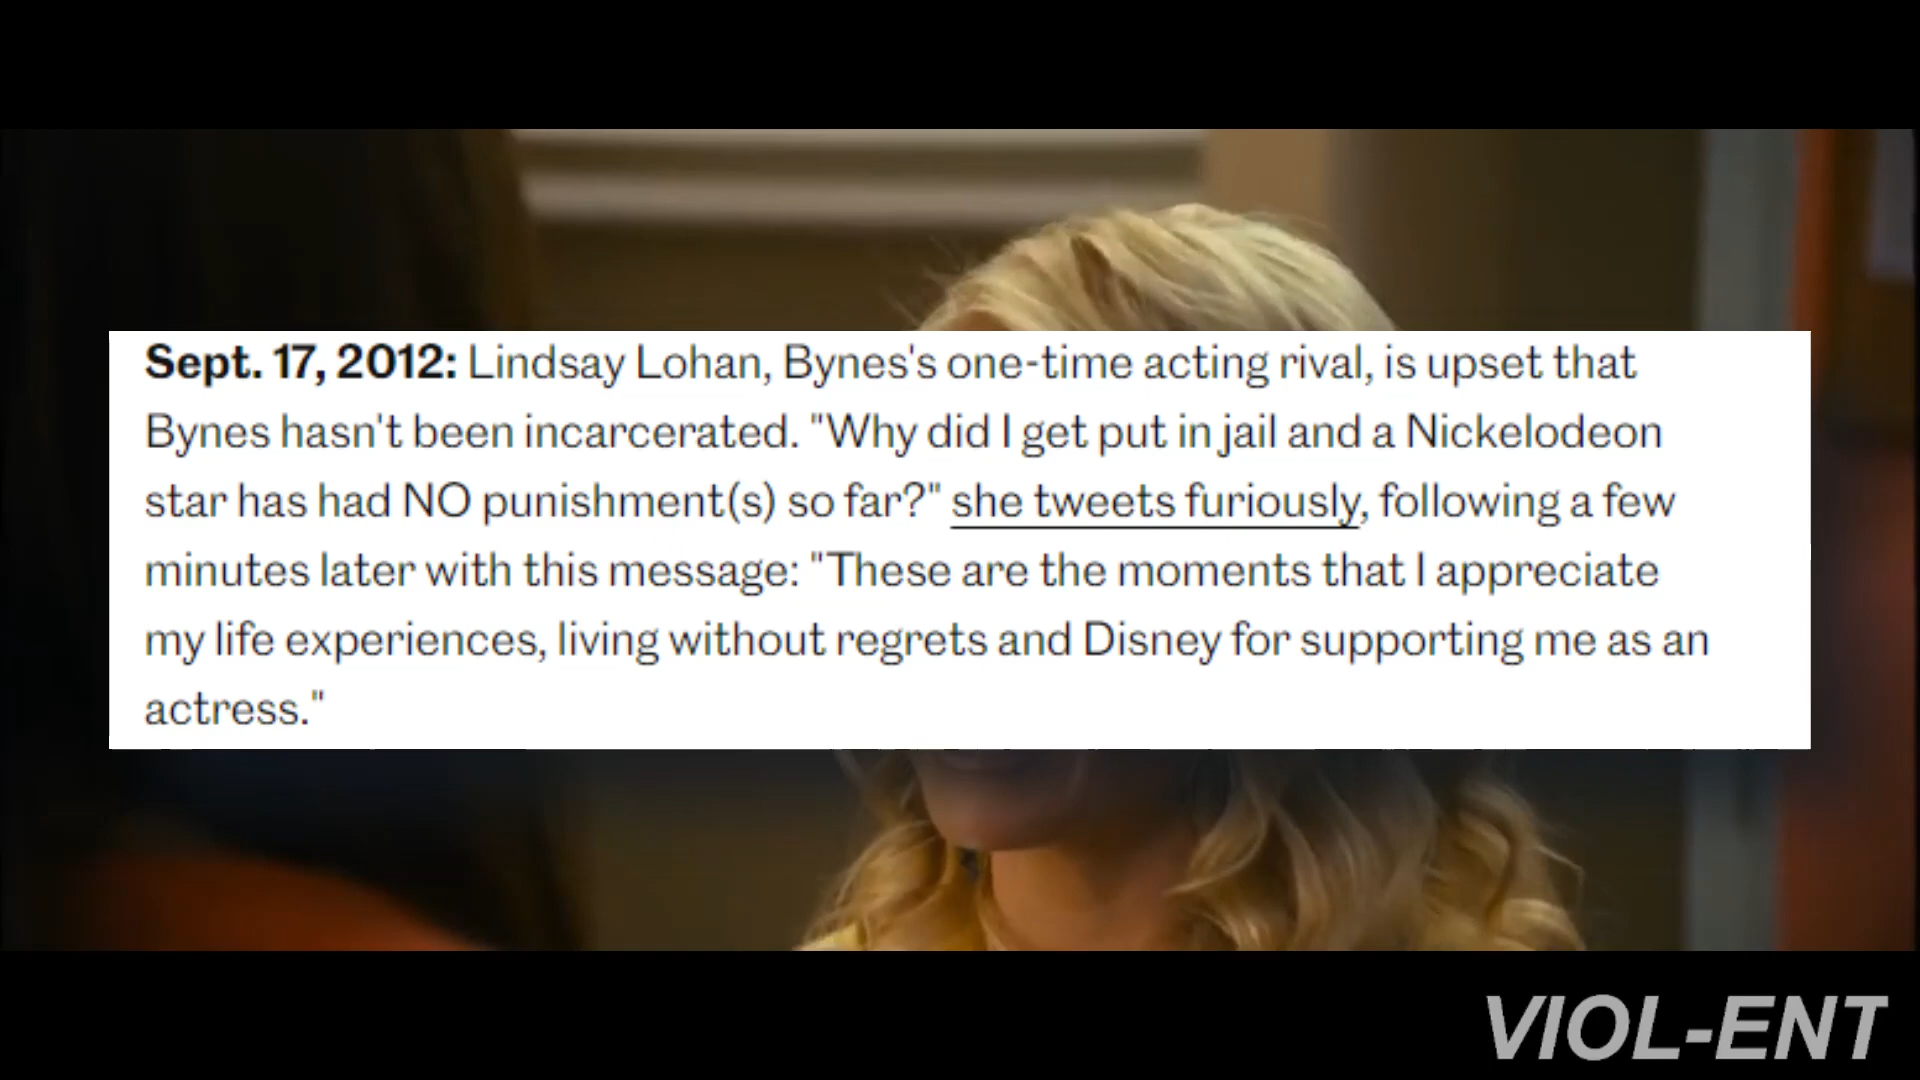 Sept. 17, 2012: Lindsay Lohan, Bynes's one-time acting rival, is upset that
Bynes hasn't been incarcerated. "Why did I get put in jail and a Nickelodeon
star has had NO punishment(s) so far?" she tweets furiously, following a few
minutes later with this message: "These are the moments that I appreciate
my life experiences, living without regrets and Disney for supporting me as an
actress."
VIOL-ENT